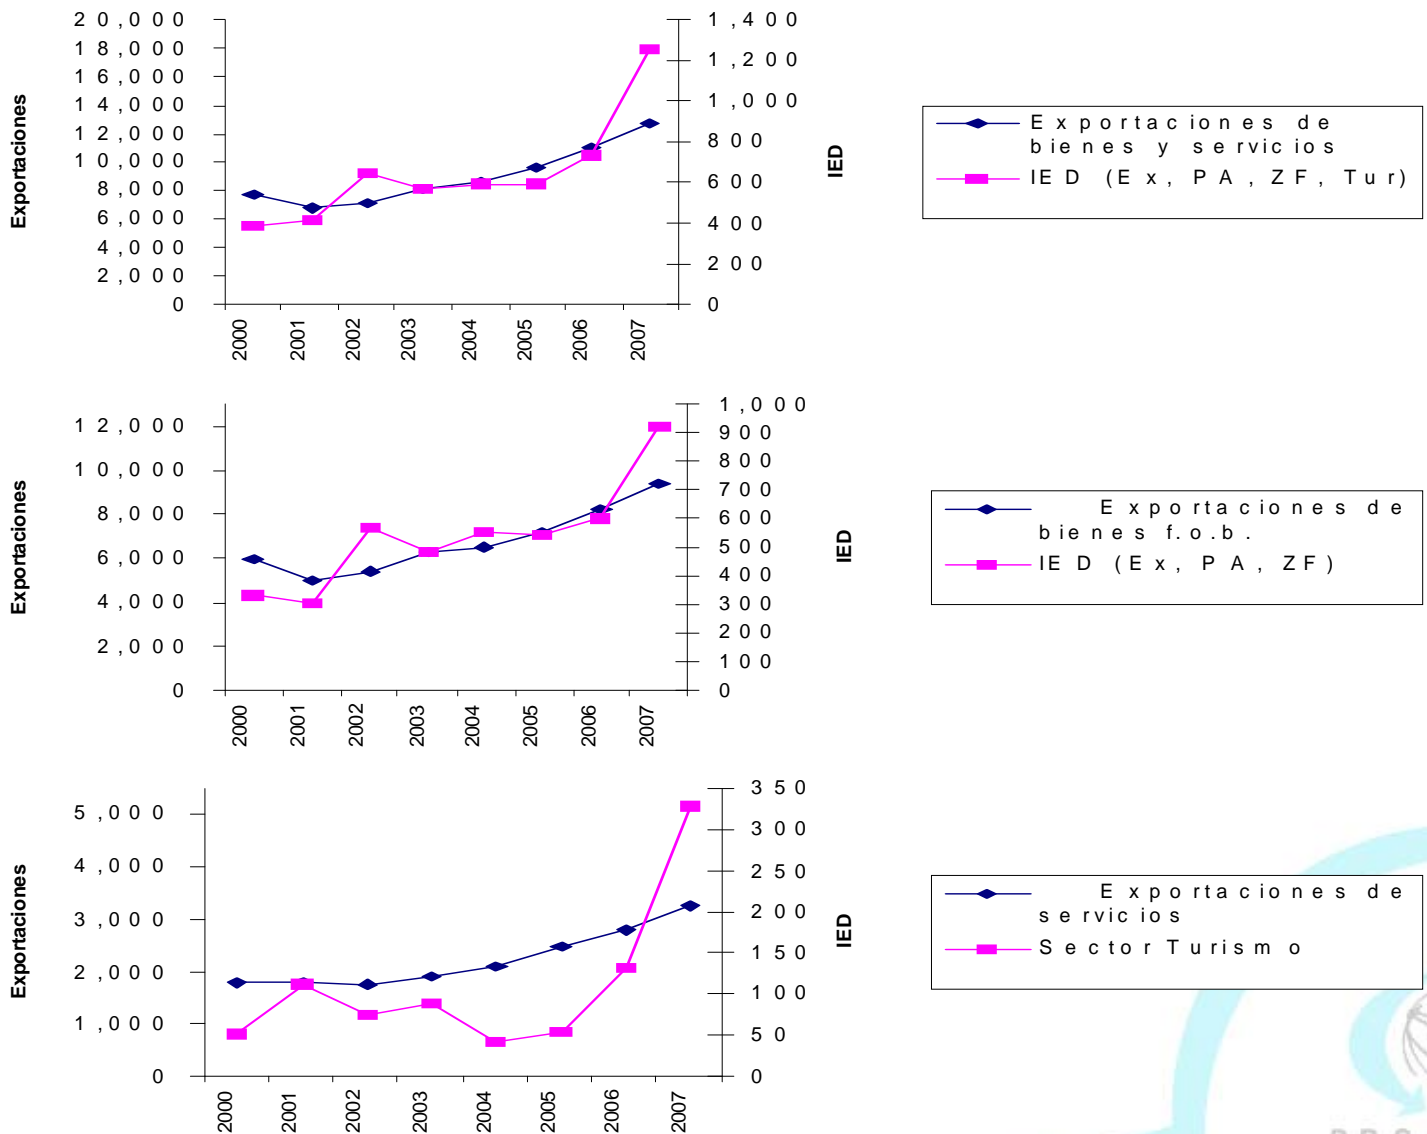 20,000
18,000
16,000
14,000
12,000
10,000
8,000
6,000
4,000
2,000
0
Exportaciones
1,400
1,200
1,000
800
600
400
200
0
IED
2000 2001 2002 2003 2004 2005 2006 2007
Exportaciones de
bienes y servicios
IED (Ex, PA, ZF, Tur)
12,000
10,000
8,000
6,000
4,000
2,000
0
Exportaciones
1,000
900
800
700
600
500
400
300
200
100
0
IED
2000 2001 2002 2003 2004 2005 2006 2007
Exportaciones de
bienes f.o.b.
IED (Ex, PA, ZF)
5,000
4,000
3,000
2,000
1,000
0
Exportaciones
350
300
250
200
150
100
50
0
IED
2000 2001 2002 2003 2004 2005 2006 2007
Exportaciones de
servicios
Sector Turismo